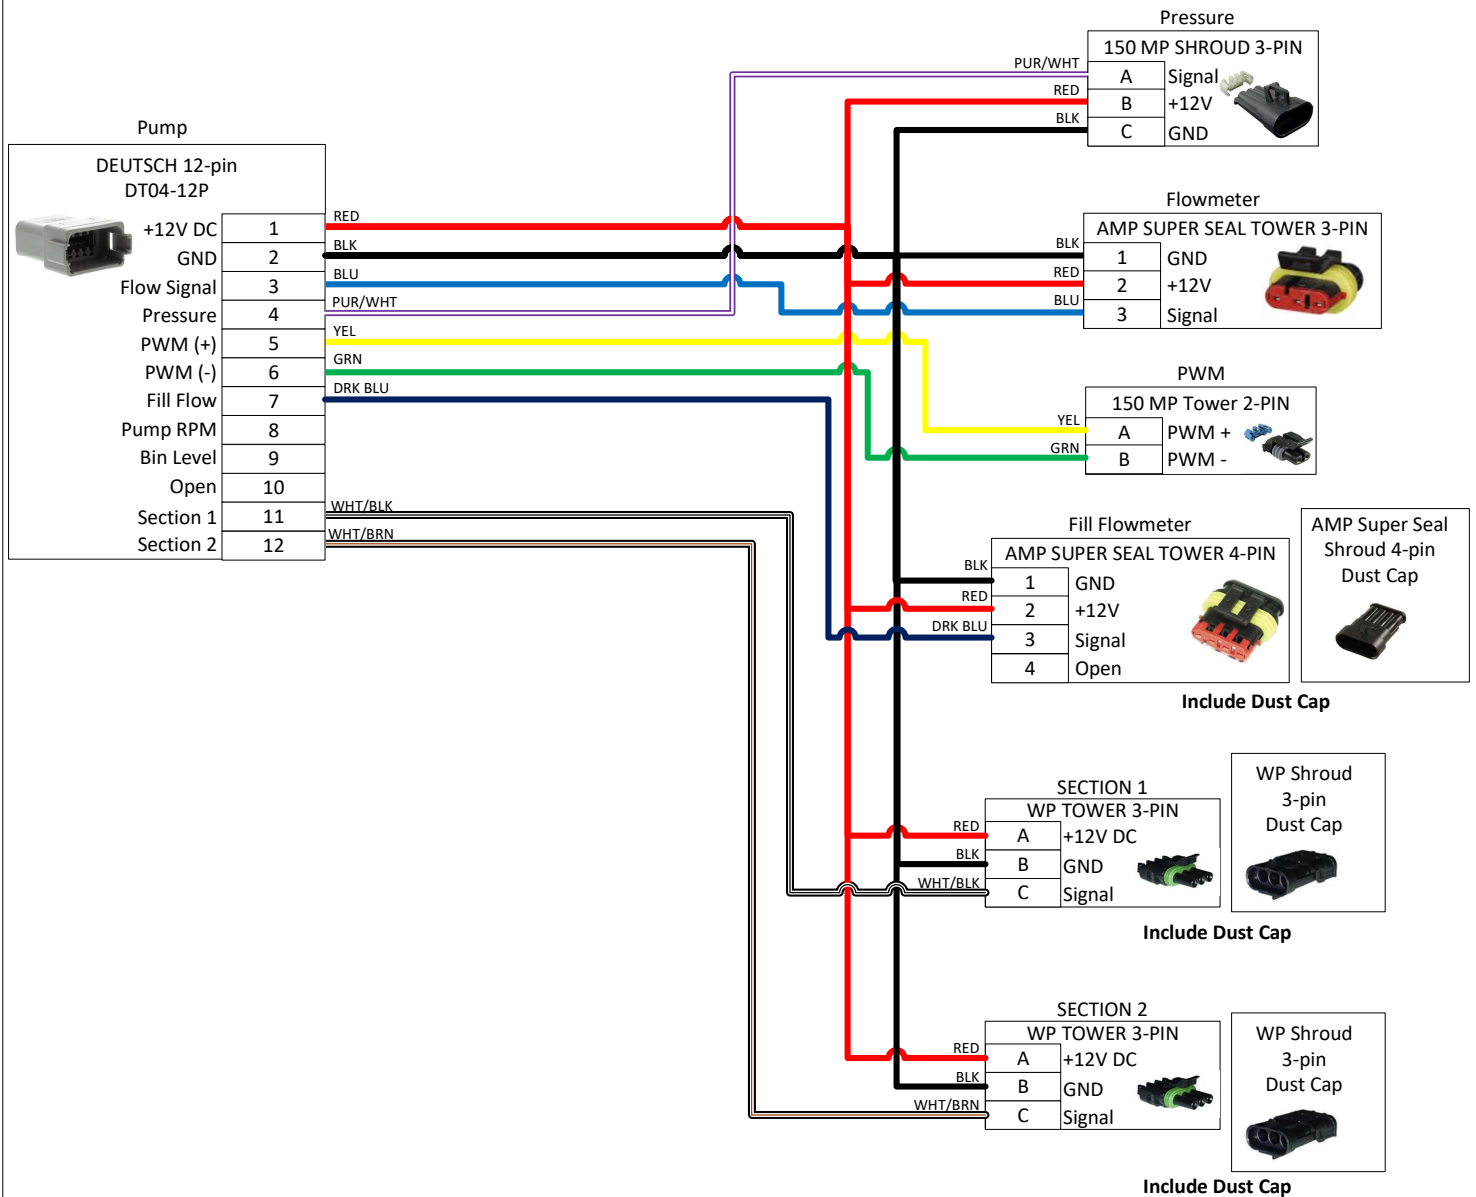 Pump
DEUTSCH 12-pin
DT04-12P
+12V DC 1 RED
GND 2 BLK
Flow Signal 3 BLU
Pressure 4 PUR/WHT
PWM (+) 5 YEL
PWM (-) 6 GRN
Fill Flow 7 DRK BLU
Pump RPM 8
Bin Level 9
Open 10
Section 1 11 WHT/BLK
Section 2 12 WHT/BRN
Pressure
150 MP SHROUD 3-PIN
PUR/WHT A Signal
RED B +12V
BLK C GND
Flowmeter
AMP SUPER SEAL TOWER 3-PIN
BLK 1 GND
RED 2 +12V
BLU 3 Signal
PWM
150 MP Tower 2-PIN
YEL A PWM +
GRN B PWM -
Fill Flowmeter
AMP SUPER SEAL TOWER 4-PIN
BLK 1 GND
RED 2 +12V
DRK BLU 3 Signal
4 Open
AMP Super Seal
Shroud 4-pin
Dust Cap
Include Dust Cap
SECTION 1
WP TOWER 3-PIN
RED A +12V DC
BLK B GND
WHT/BLK C Signal
WP Shroud
3-pin
Dust Cap
Include Dust Cap
SECTION 2
WP TOWER 3-PIN
RED A +12V DC
BLK B GND
WHT/BRN C Signal
WP Shroud
3-pin
Dust Cap
Include Dust Cap